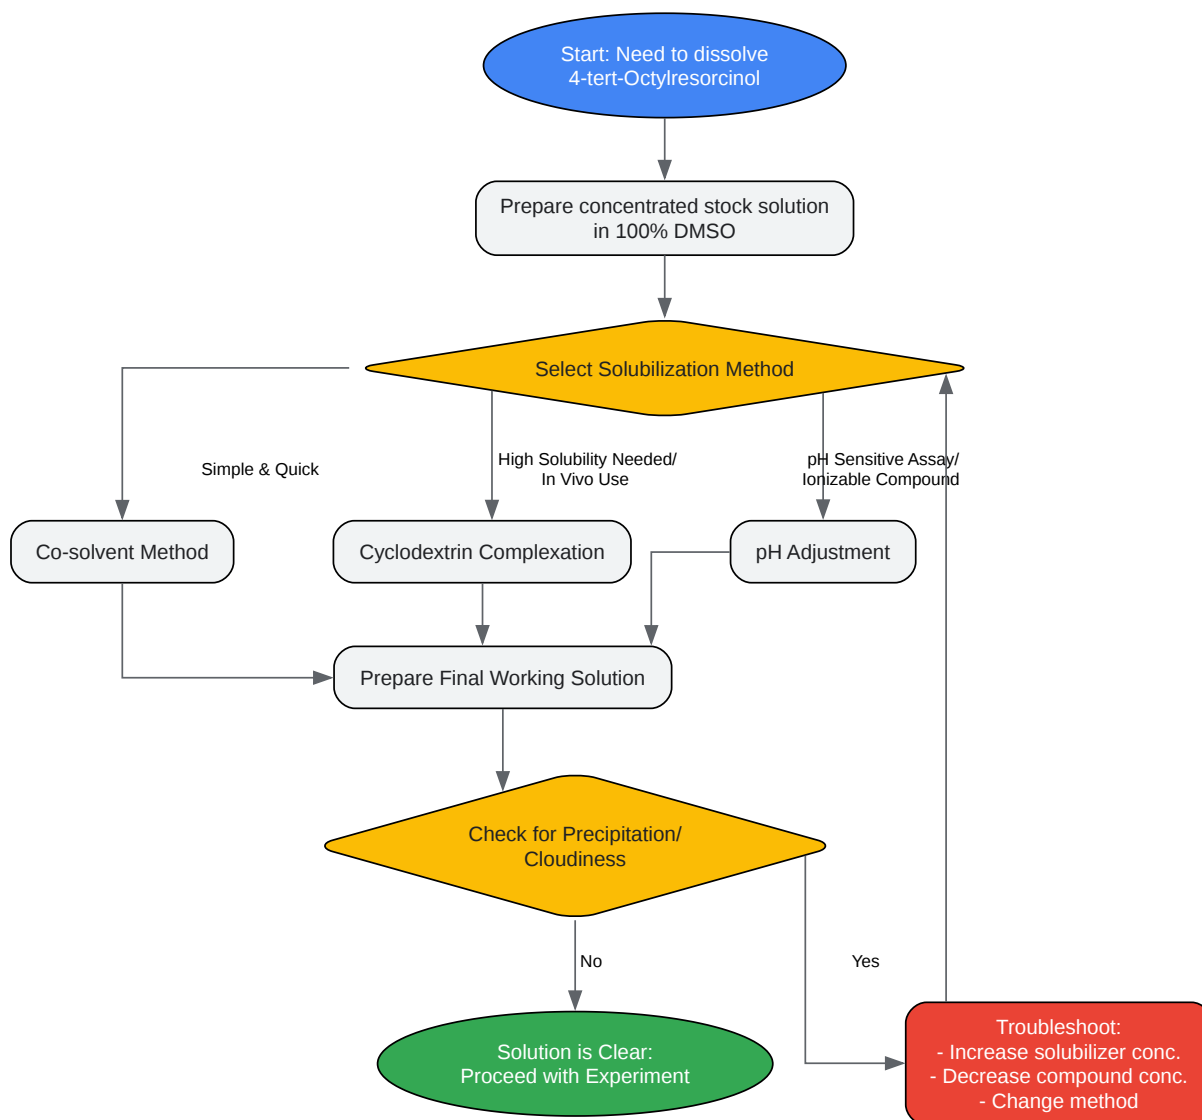 Start: Need to dissolve
4-tert-Octylresorcinol
Prepare concentrated stock solution
in 100% DMSO
Select Solubilization Method
Simple & Quick
High Solubility Needed/
In Vivo Use
pH Sensitive Assay/
Ionizable Compound
Co-solvent Method
Cyclodextrin Complexation
pH Adjustment
Prepare Final Working Solution
Check for Precipitation/
Cloudiness
No
Yes
Solution is Clear:
Proceed with Experiment
Troubleshoot:
- Increase solubilizer conc.
- Decrease compound conc.
- Change method